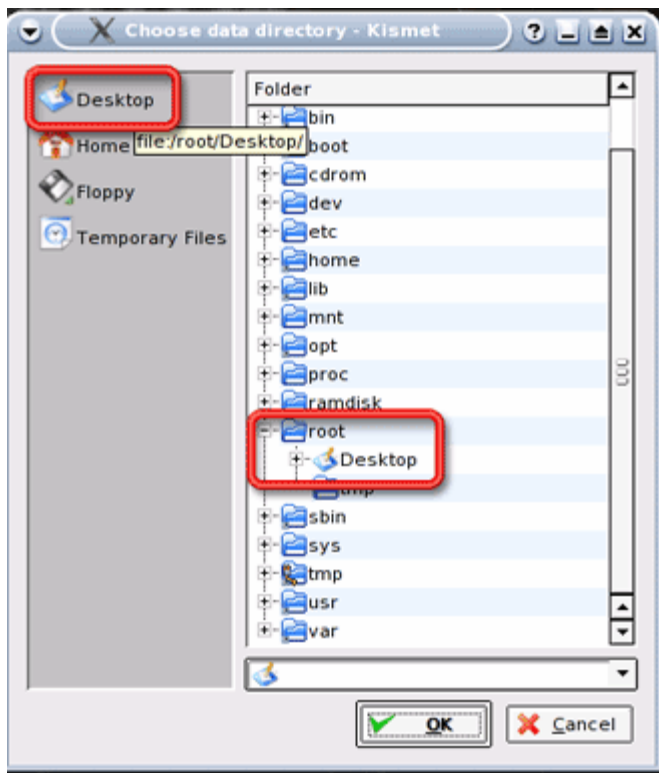 Choose data directory - Kismet
Desktop
Home
file:/root/Desktop/
Floppy
Temporary Files
Folder
bin
boot
cdrom
dev
etc
home
lib
mnt
opt
proc
ramdisk
root
Desktop
tmp
sbin
sys
tmp
usr
var
OK
Cancel